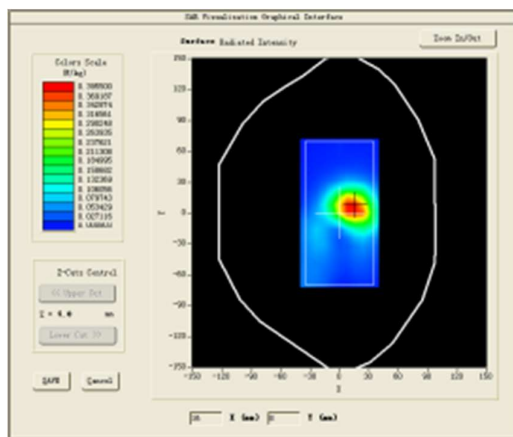 SAR Visualisation Graphical Interface
Surface Radiated Intensity
Zoom In/Out
Colors Scale
(W/kg)
0.395500
0.369187
0.342874
0.316561
0.290248
0.263935
0.237621
0.211308
0.184995
0.158682
0.132369
0.106056
0.079743
0.053429
0.027116
Z-Cuts Control
<< Upper Cut
Z = 4.0 mm
Lower Cut >>
SAVE
Cancel
150
120
90
60
30
0
-30
-60
-90
-120
-150
Y
-150 -120 -90 -60 -30 0 30 60 90 120 150
X
X (mm)
Y (mm)